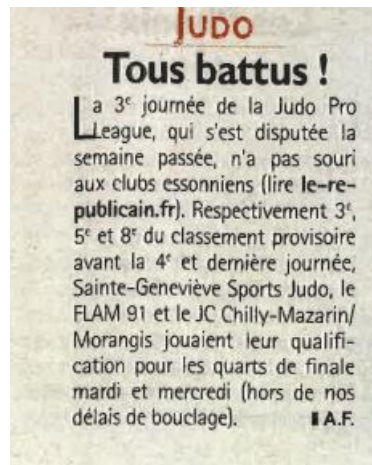 JUDO
Tous battus !
La 3e journée de la Judo Pro
League, qui s'est disputée la
semaine passée, n'a pas souri
aux clubs essonniens (lire le-re-
publicain.fr). Respectivement 3e,
5e et 8e du classement provisoire
avant la 4e et dernière journée,
Sainte-Geneviève Sports Judo, le
FLAM 91 et le JC Chilly-Mazarin/
Morangis jouaient leur qualifi-
cation pour les quarts de finale
mardi et mercredi (hors de nos
délais de bouclage). A.F.